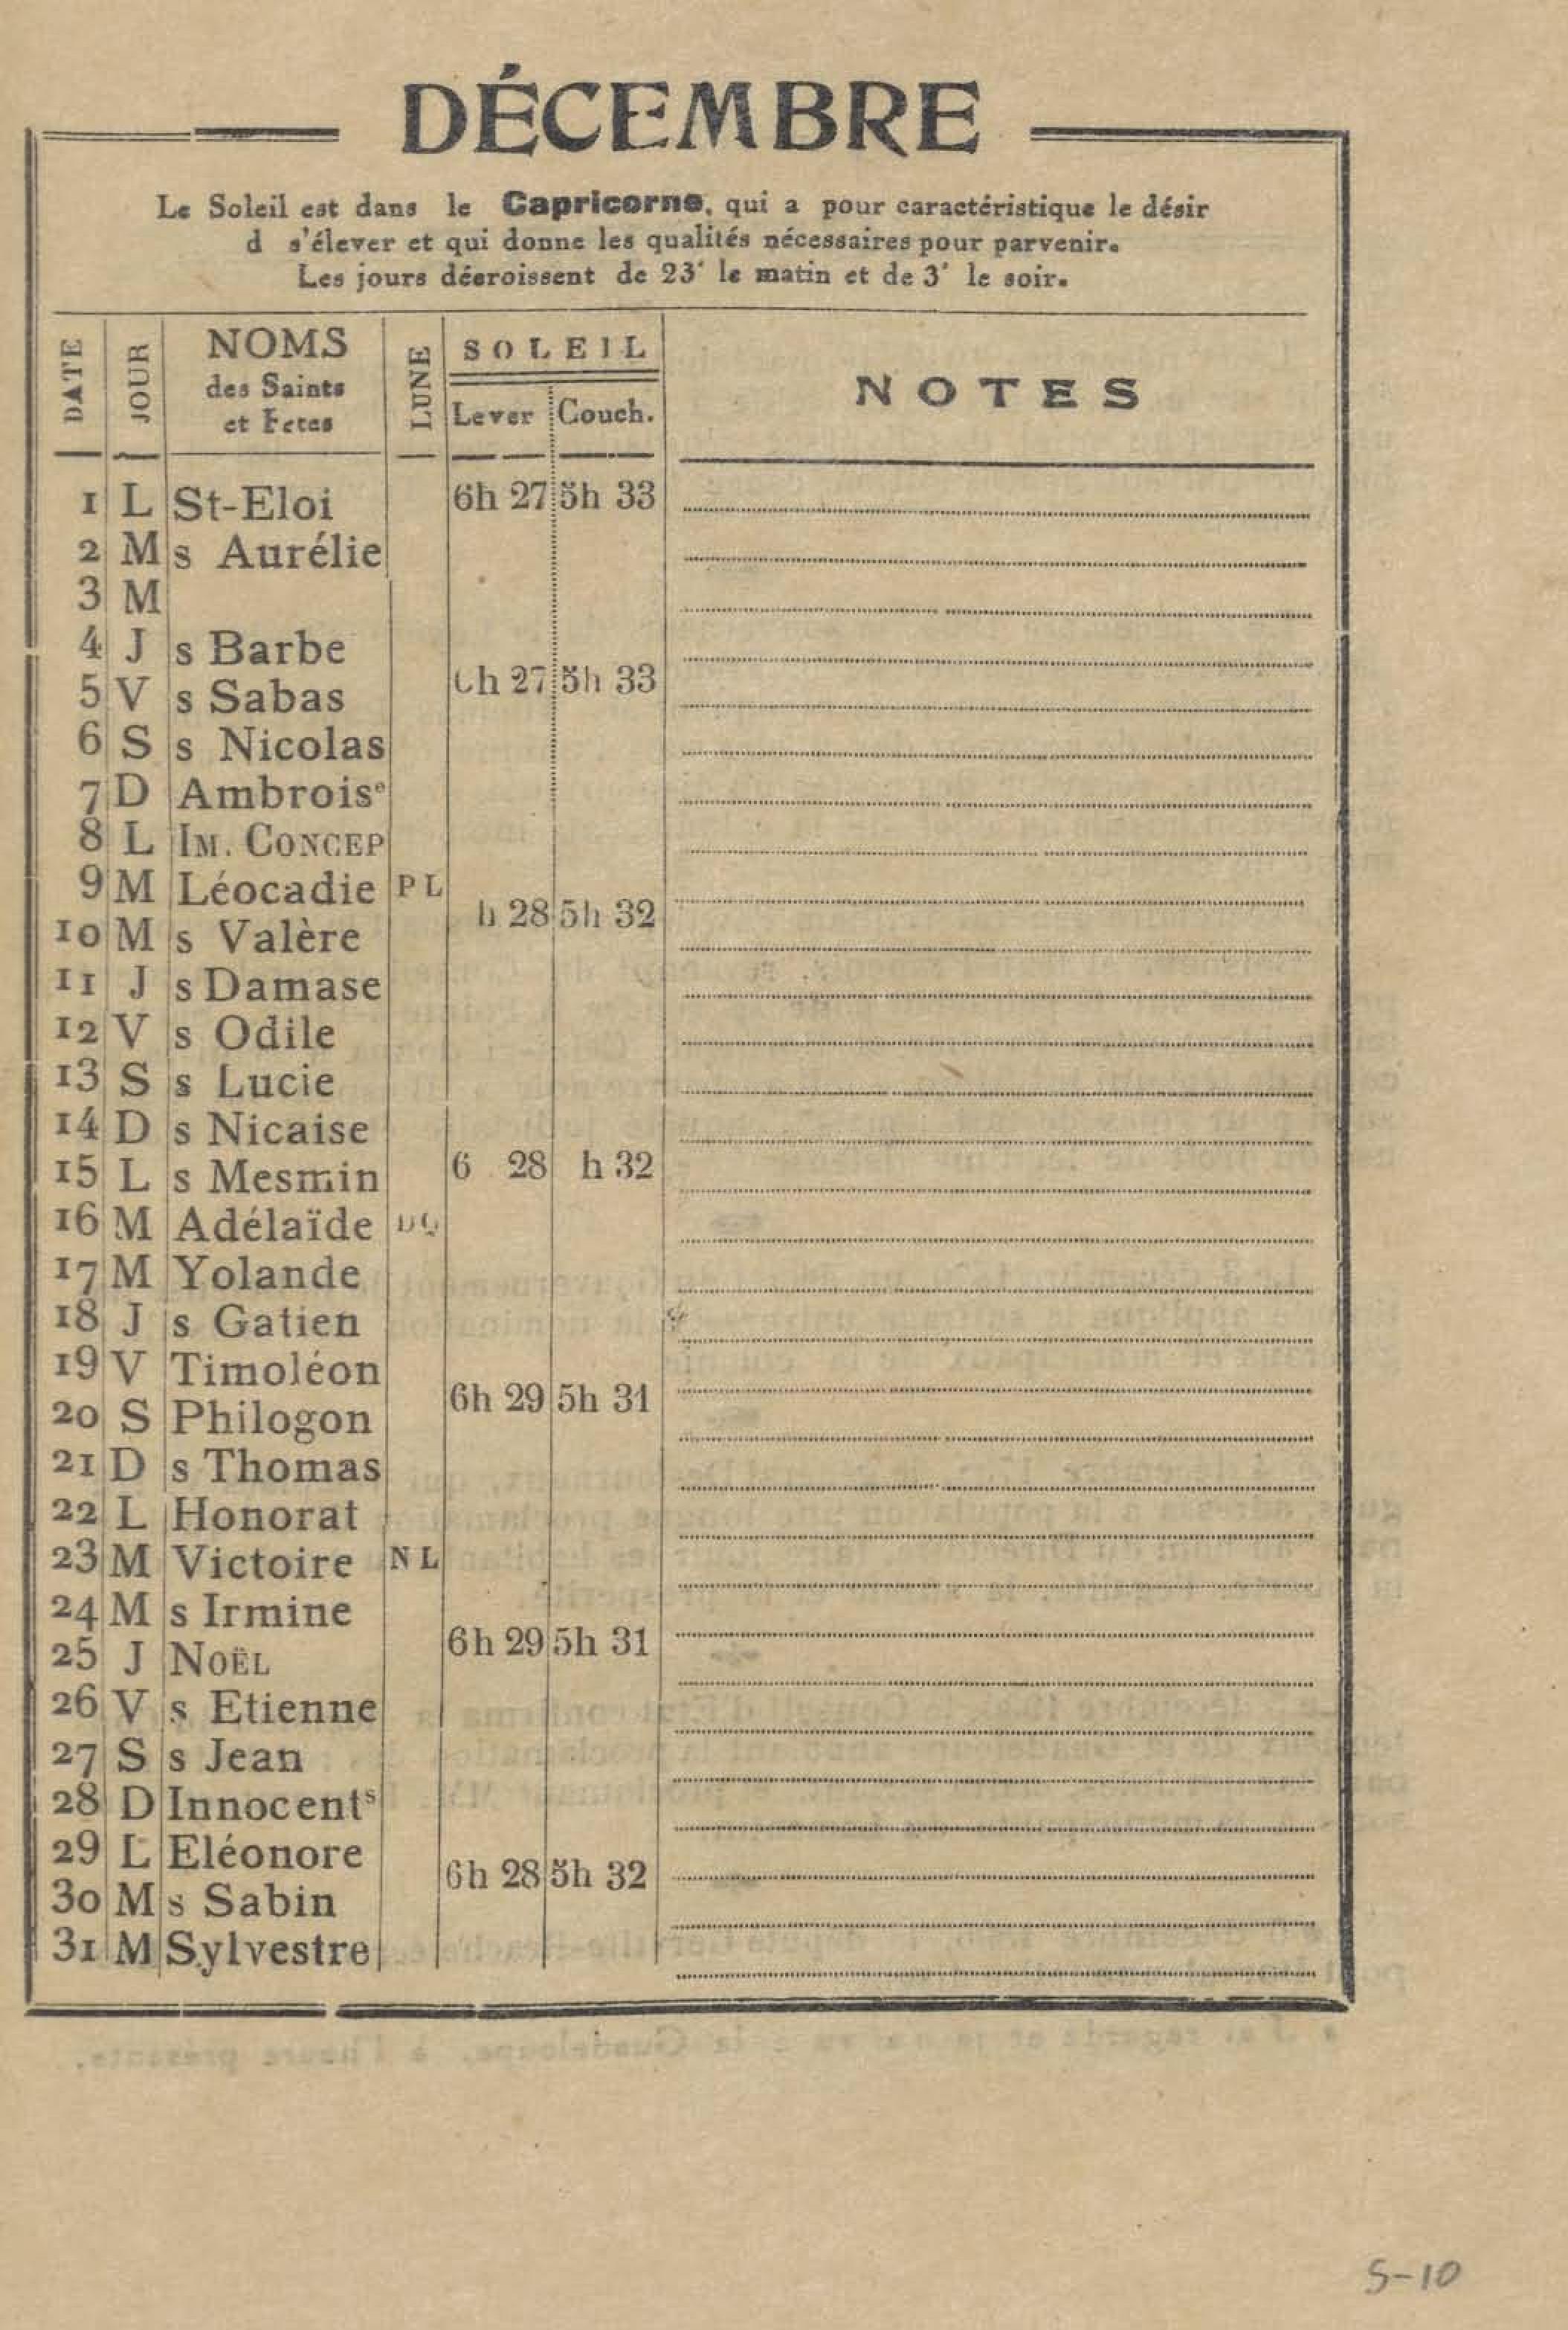 DÉCEMBRE
Le Soleil est dans le Capricorne, qui a pour caractéristique le désir
d s'élever et qui donne les qualités nécessaires pour parvenir.
Les jours décroissent de 23' le matin et de 3' le soir.
DATE JOUR NOMS des Saints et Fetes LUNE SOLEIL Lever Couch. NOTES
1 L St-Eloi 6h 27 5h 33
2 M s Aurélie
3 M
4 J s Barbe
5 V s Sabas h 27 5h 33
6 S s Nicolas
7 D Ambroise
8 L IM. CONCEP
9 M Léocadie P L
10 M s Valère h 28 5h 32
11 J s Damase
12 V s Odile
13 S s Lucie
14 D s Nicaise
15 L s Mesmin 6 28 h 32
16 M Adélaïde DQ
17 M Yolande
18 J s Gatien
19 V Timoléon
20 S Philogon 6h 29 5h 31
21 D s Thomas
22 L Honorat
23 M Victoire N L
24 M s Irmine
25 J NOËL 6h 29 5h 31
26 V s Etienne
27 S s Jean
28 D Innocents
29 L Eléonore
30 M s Sabin 6h 28 5h 32
31 M Sylvestre
5-10